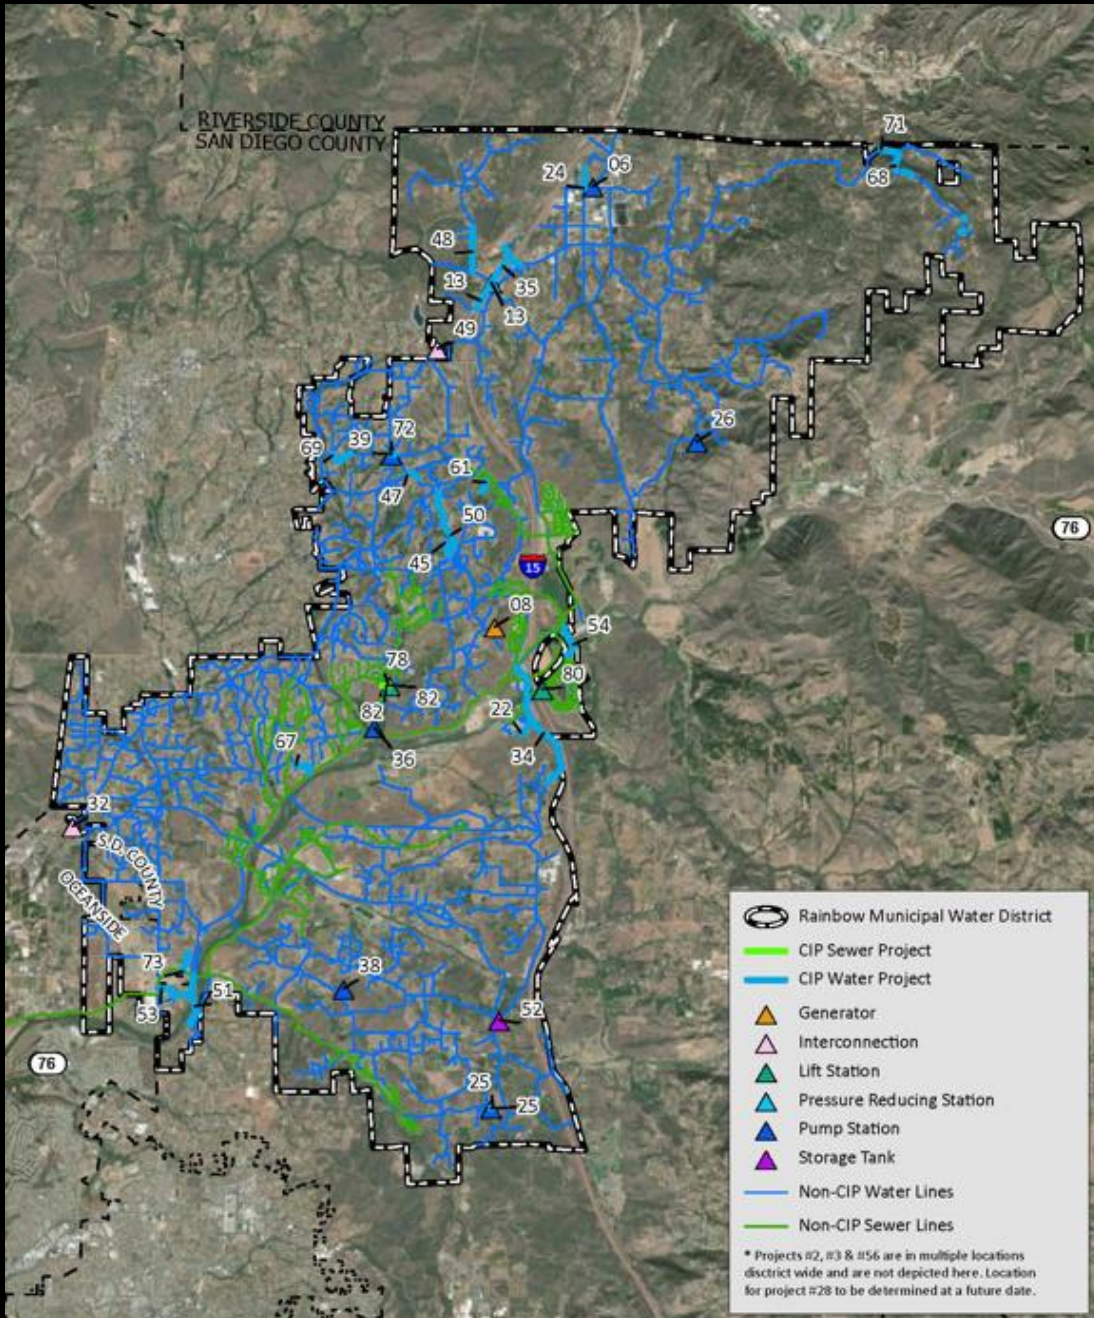 RIVERSIDE COUNTY
SAN DIEGO COUNTY
71
06
24
68
48
35
13
13
49
26
72
39
69
61
47
50
76
45
15
08
54
78
80
82
82
22
67
36
34
32
S.D. COUNTY
OCEANSIDE
73
38
51
53
52
76
25
25
Rainbow Municipal Water District
CIP Sewer Project
CIP Water Project
Generator
Interconnection
Lift Station
Pressure Reducing Station
Pump Station
Storage Tank
Non-CIP Water Lines
Non-CIP Sewer Lines
* Projects #2, #3 & #56 are in multiple locations
disctrict wide and are not depicted here. Location
for project #28 to be determined at a future date.